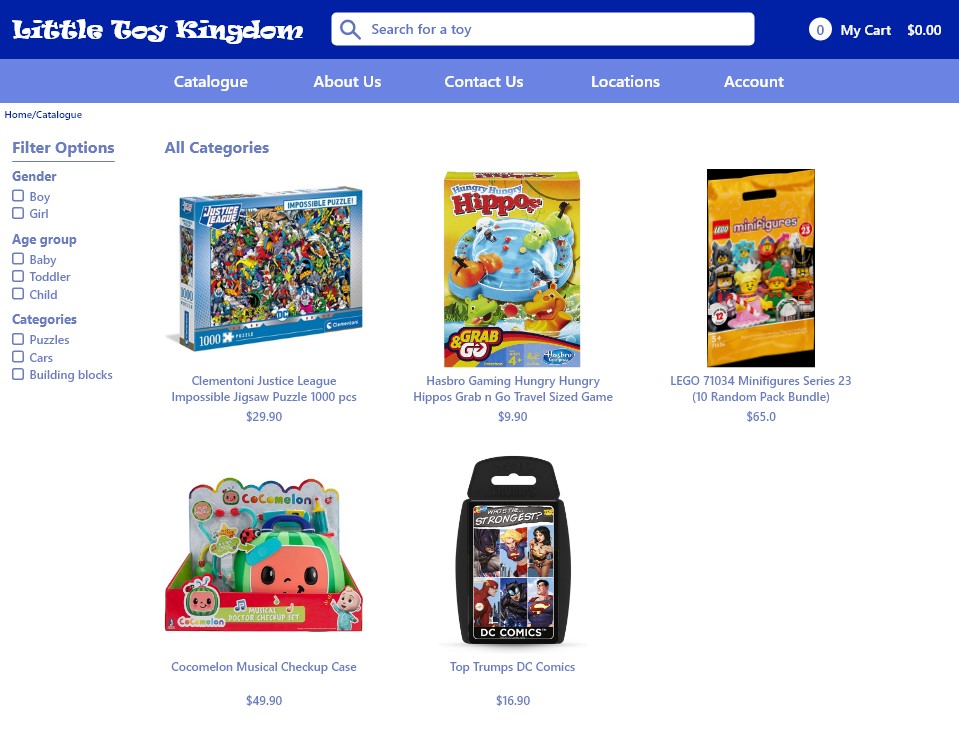 Little Toy Kingdom
Search for a toy
0 My Cart $0.00
Catalogue About Us Contact Us Locations Account
Home/Catalogue
Filter Options
Gender
Boy
Girl
Age group
Baby
Toddler
Child
Categories
Puzzles
Cars
Building blocks
All Categories
JUSTICE LEAGUE
IMPOSSIBLE PUZZLE!
1000
DC
1000 PUZZLE
Clementoni
Clementoni Justice League
Impossible Jigsaw Puzzle 1000 pcs
$29.90
Hungry Hungry
Hippos
GRAB
& GO
4+
Hasbro
Hasbro Gaming Hungry Hungry
Hippos Grab n Go Travel Sized Game
$9.90
LEGO minifigures 23
12
5+
LEGO 71034 Minifigures Series 23
(10 Random Pack Bundle)
$65.0
CoComelon
MUSICAL
DOCTOR CHECKUP SET
CoComelon
Cocomelon Musical Checkup Case
$49.90
WHO'S THE...
STRONGEST?
DC COMICS™
Top Trumps DC Comics
$16.90